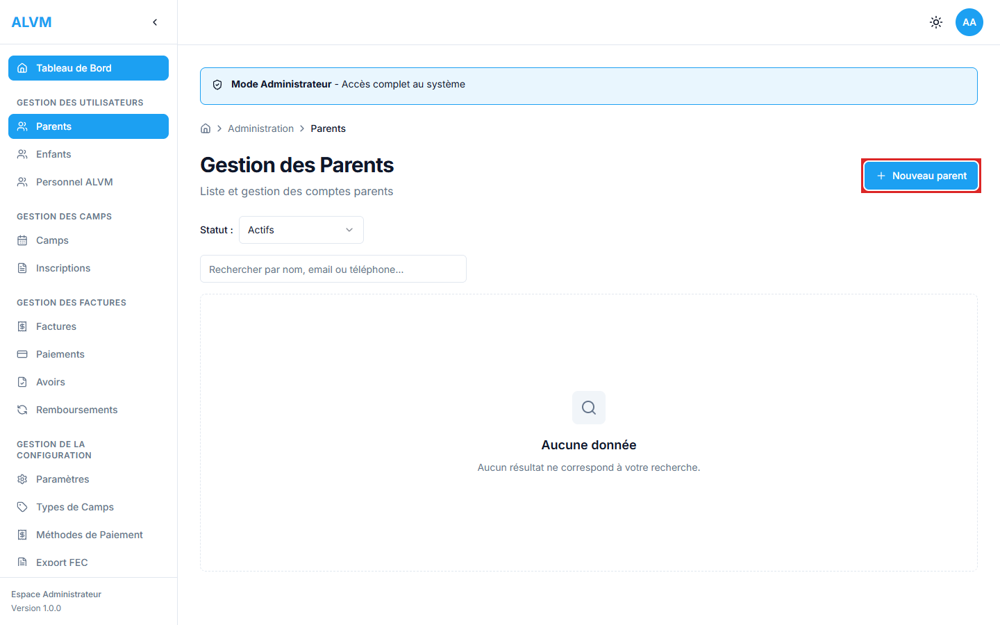 ALVM
AA
Tableau de Bord
GESTION DES UTILISATEURS
Parents
Enfants
Personnel ALVM
GESTION DES CAMPS
Camps
Inscriptions
GESTION DES FACTURES
Factures
Paiements
Avoirs
Remboursements
GESTION DE LA
CONFIGURATION
Paramètres
Types de Camps
Méthodes de Paiement
Export FEC
Espace Administrateur
Version 1.0.0
Mode Administrateur - Accès complet au système
Administration > Parents
Gestion des Parents
Liste et gestion des comptes parents
Nouveau parent
Statut : Actifs
Rechercher par nom, email ou téléphone...
Aucune donnée
Aucun résultat ne correspond à votre recherche.